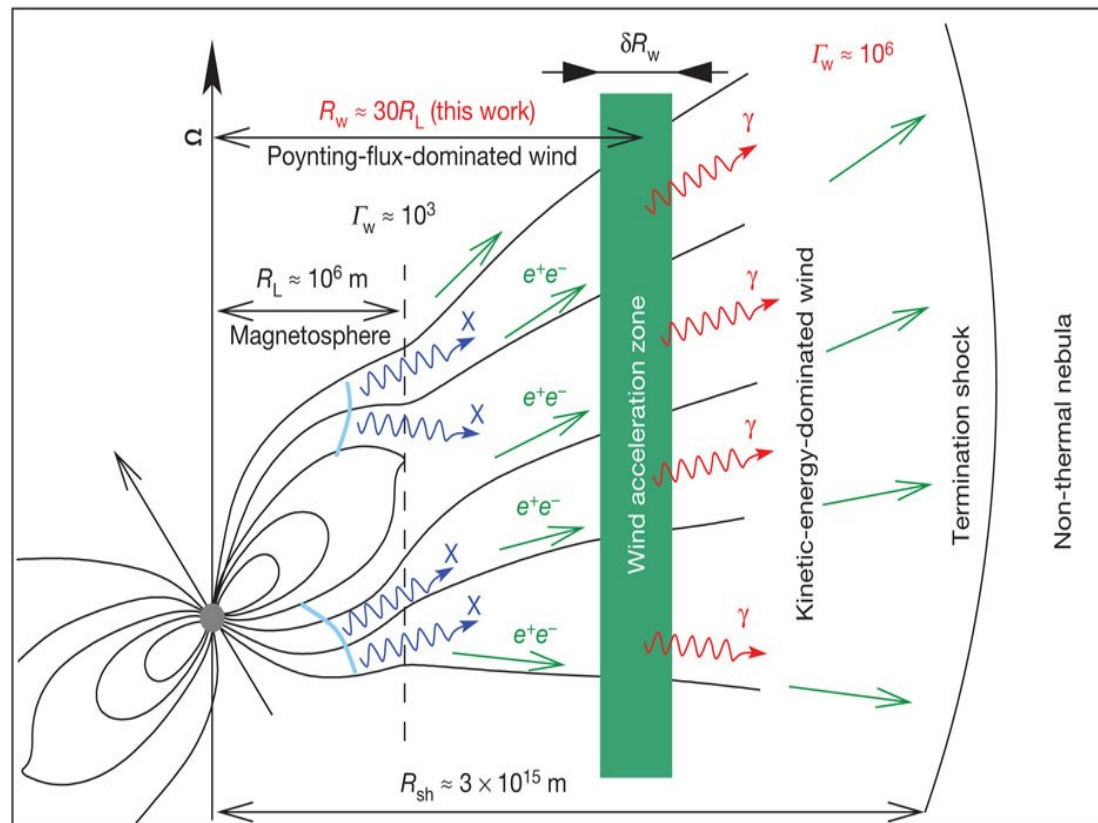 δR_w
Γ_w ≈ 10^6
R_w ≈ 30R_L (this work)
Ω
Poynting-flux-dominated wind
γ
Γ_w ≈ 10^3
R_L ≈ 10^6 m
Magnetosphere
e^+e^-
X
γ
X
e^+e^-
γ
e^+e^-
X
X
e^+e^-
γ
Wind acceleration zone
Kinetic-energy-dominated wind
Termination shock
Non-thermal nebula
R_sh ≈ 3 × 10^15 m